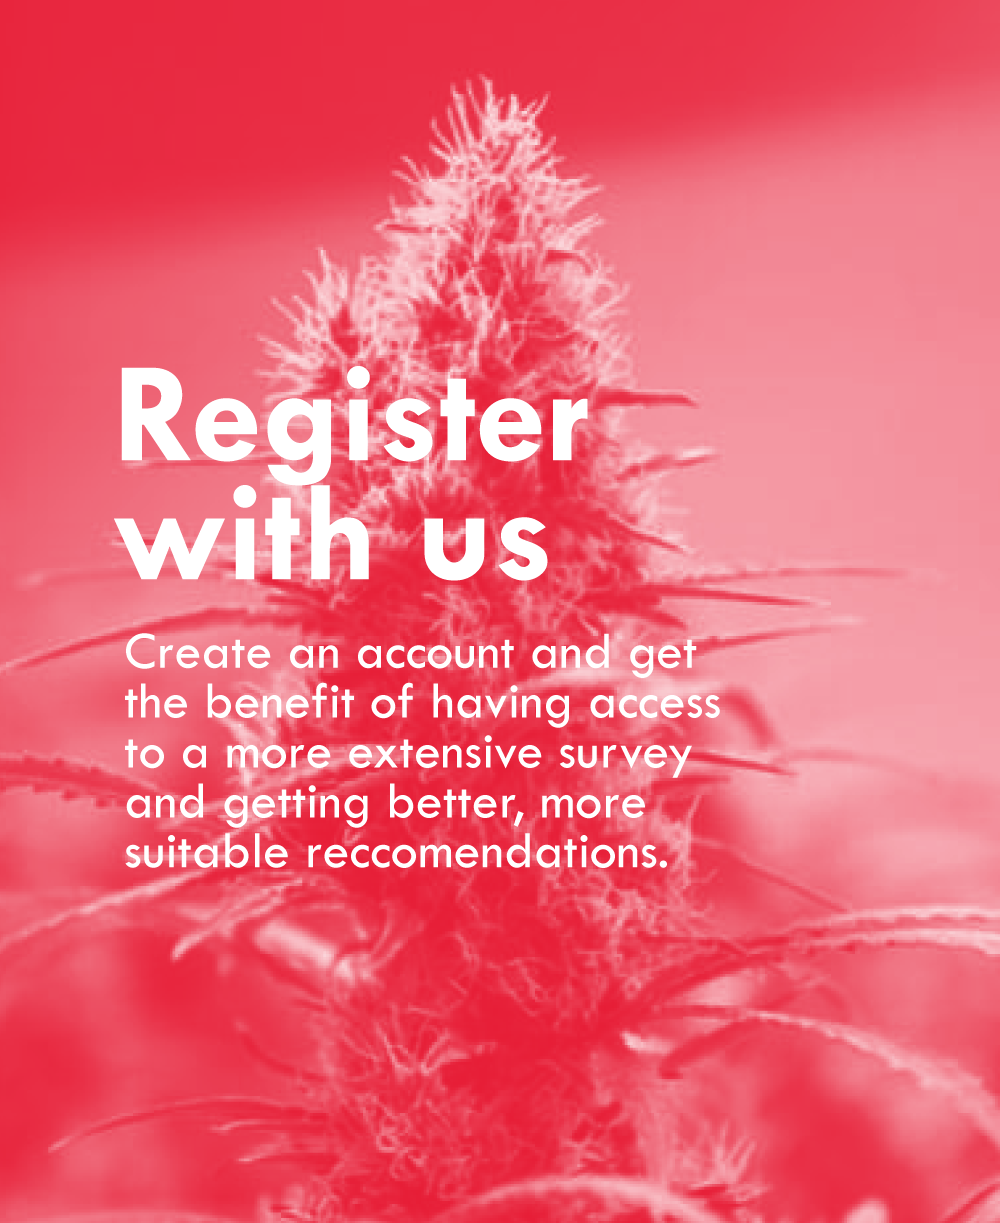 Register
with us
Create an account and get
the benefit of having access
to a more extensive survey
and getting better, more
suitable reccomendations.